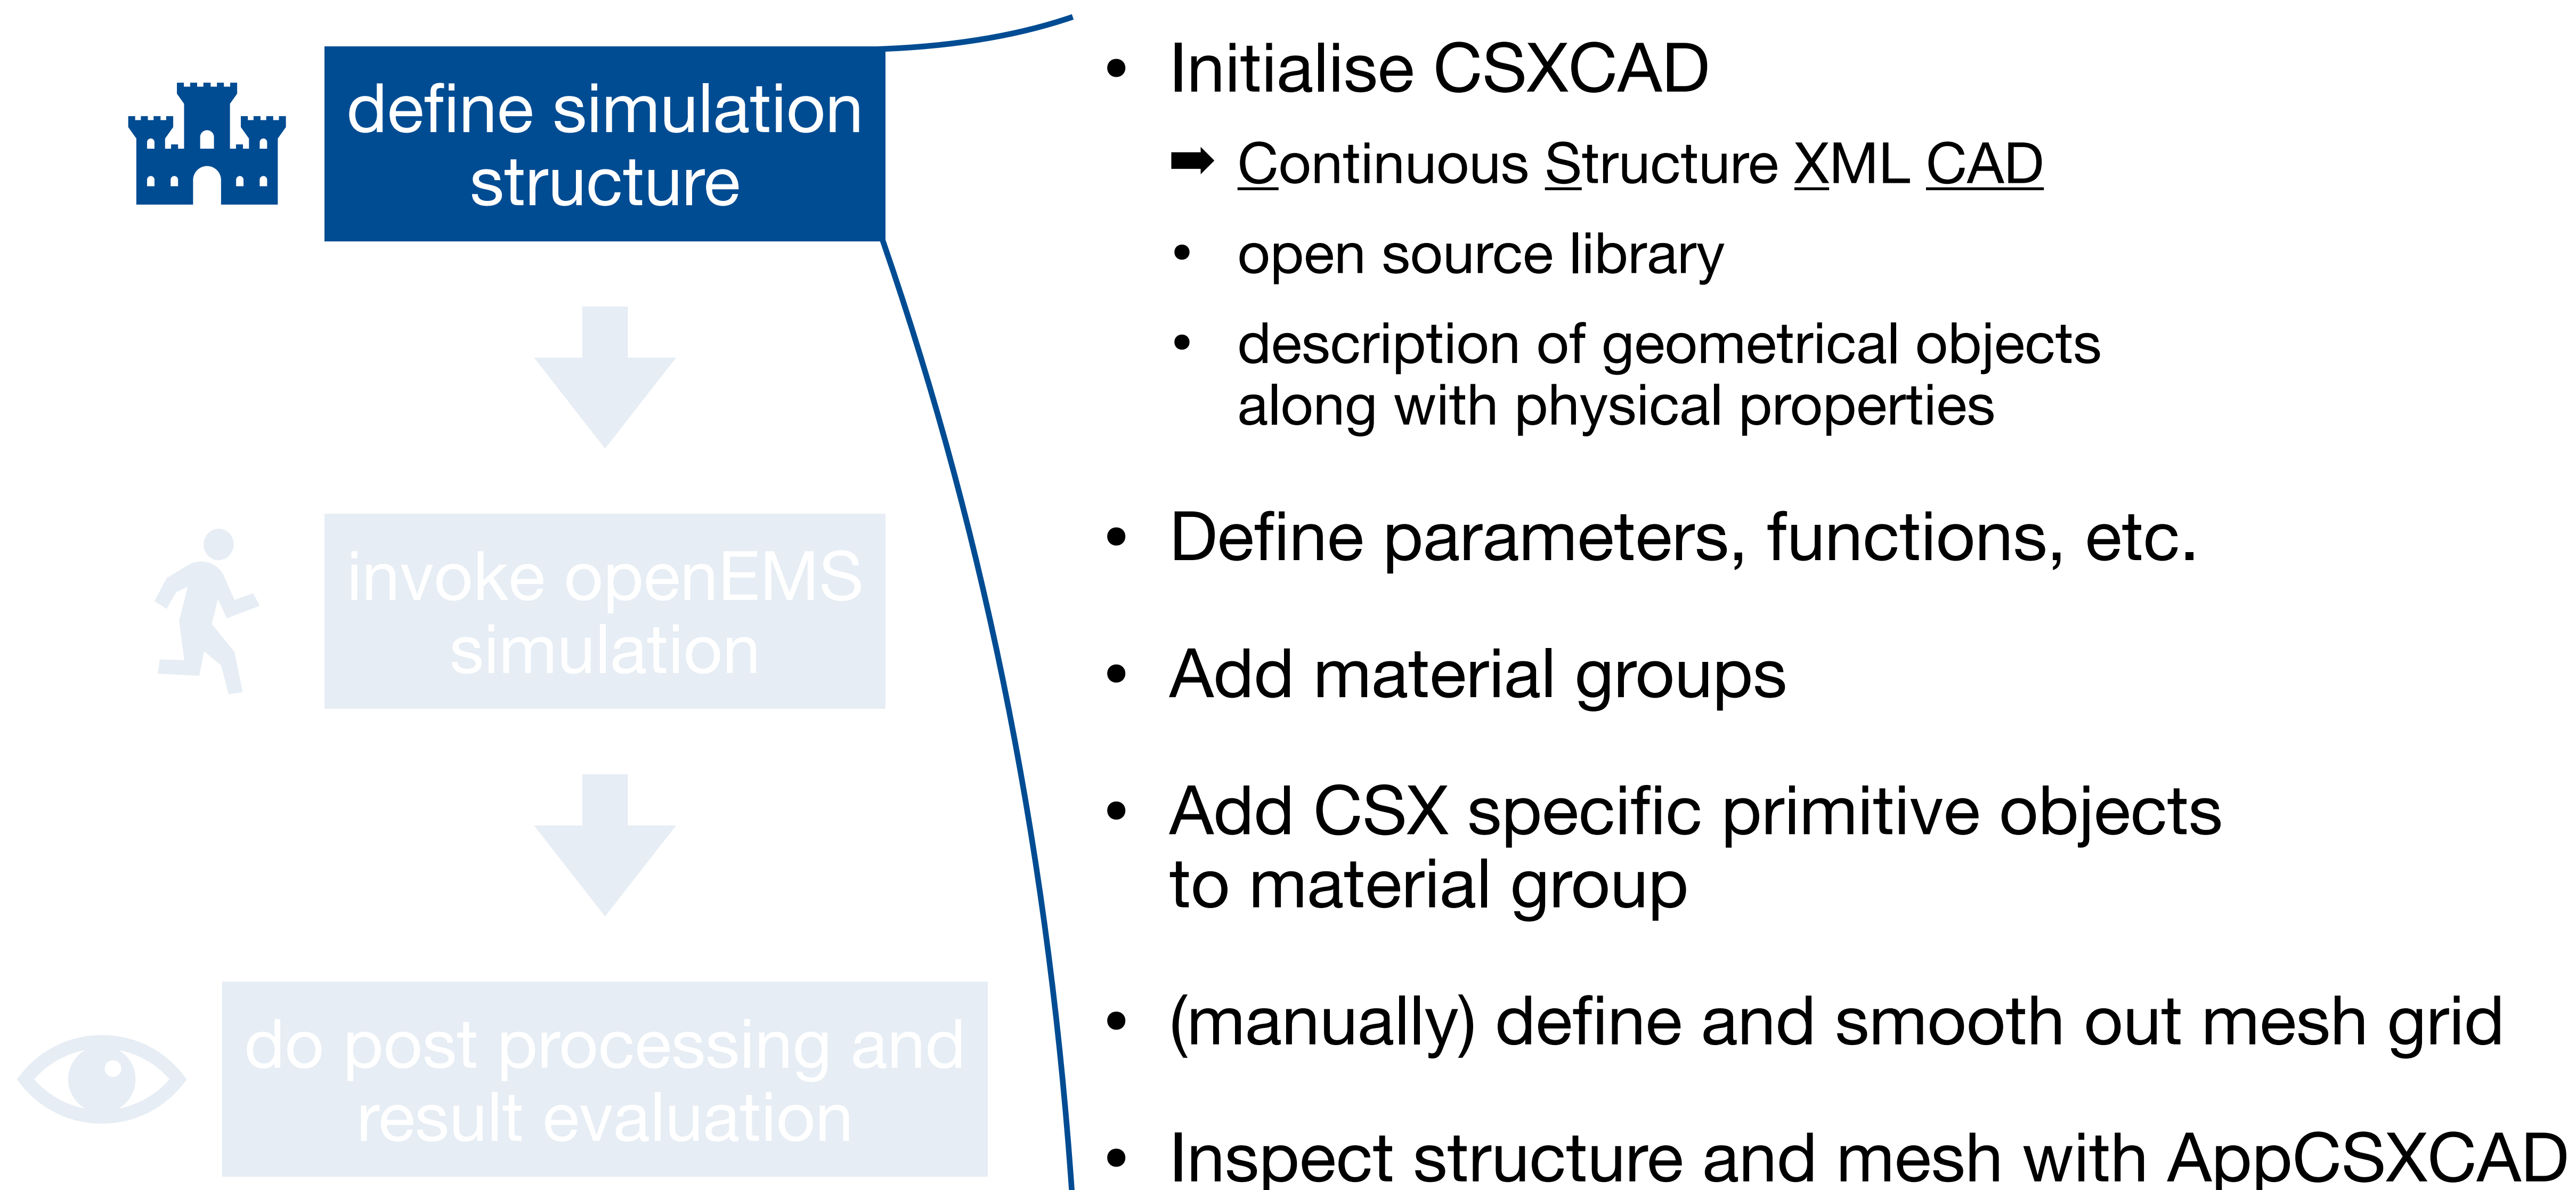 define simulation
structure
invoke openEMS
simulation
do post processing and
result evaluation
• Initialise CSXCAD
➡ Continuous Structure XML CAD
• open source library
• description of geometrical objects
along with physical properties
• Define parameters, functions, etc.
• Add material groups
• Add CSX specific primitive objects
to material group
• (manually) define and smooth out mesh grid
• Inspect structure and mesh with AppCSXCAD